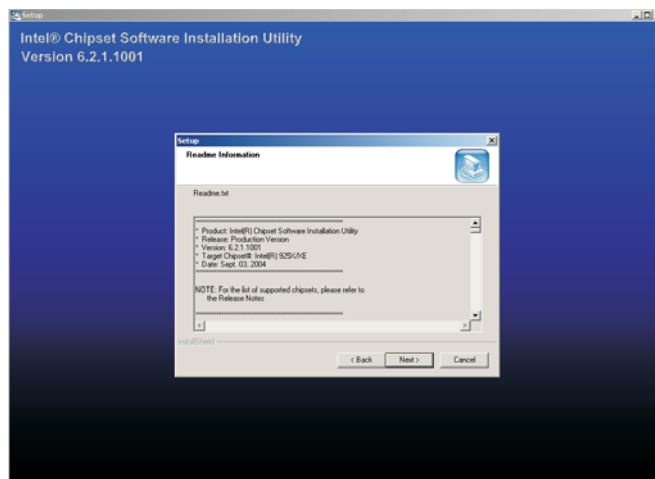 Setup
Intel® Chipset Software Installation Utility
Version 6.2.1.1001
Setup
Readme Information
Readme.txt
* Product: Intel(R) Chipset Software Installation Utility
* Release: Production Version
* Version: 6.2.1.1001
* Target Chipset#: Intel(R) 925X/XE
* Date: Sept. 03, 2004
NOTE: For the list of supported chipsets, please refer to
the Release Notes
InstallShield
< Back Next > Cancel